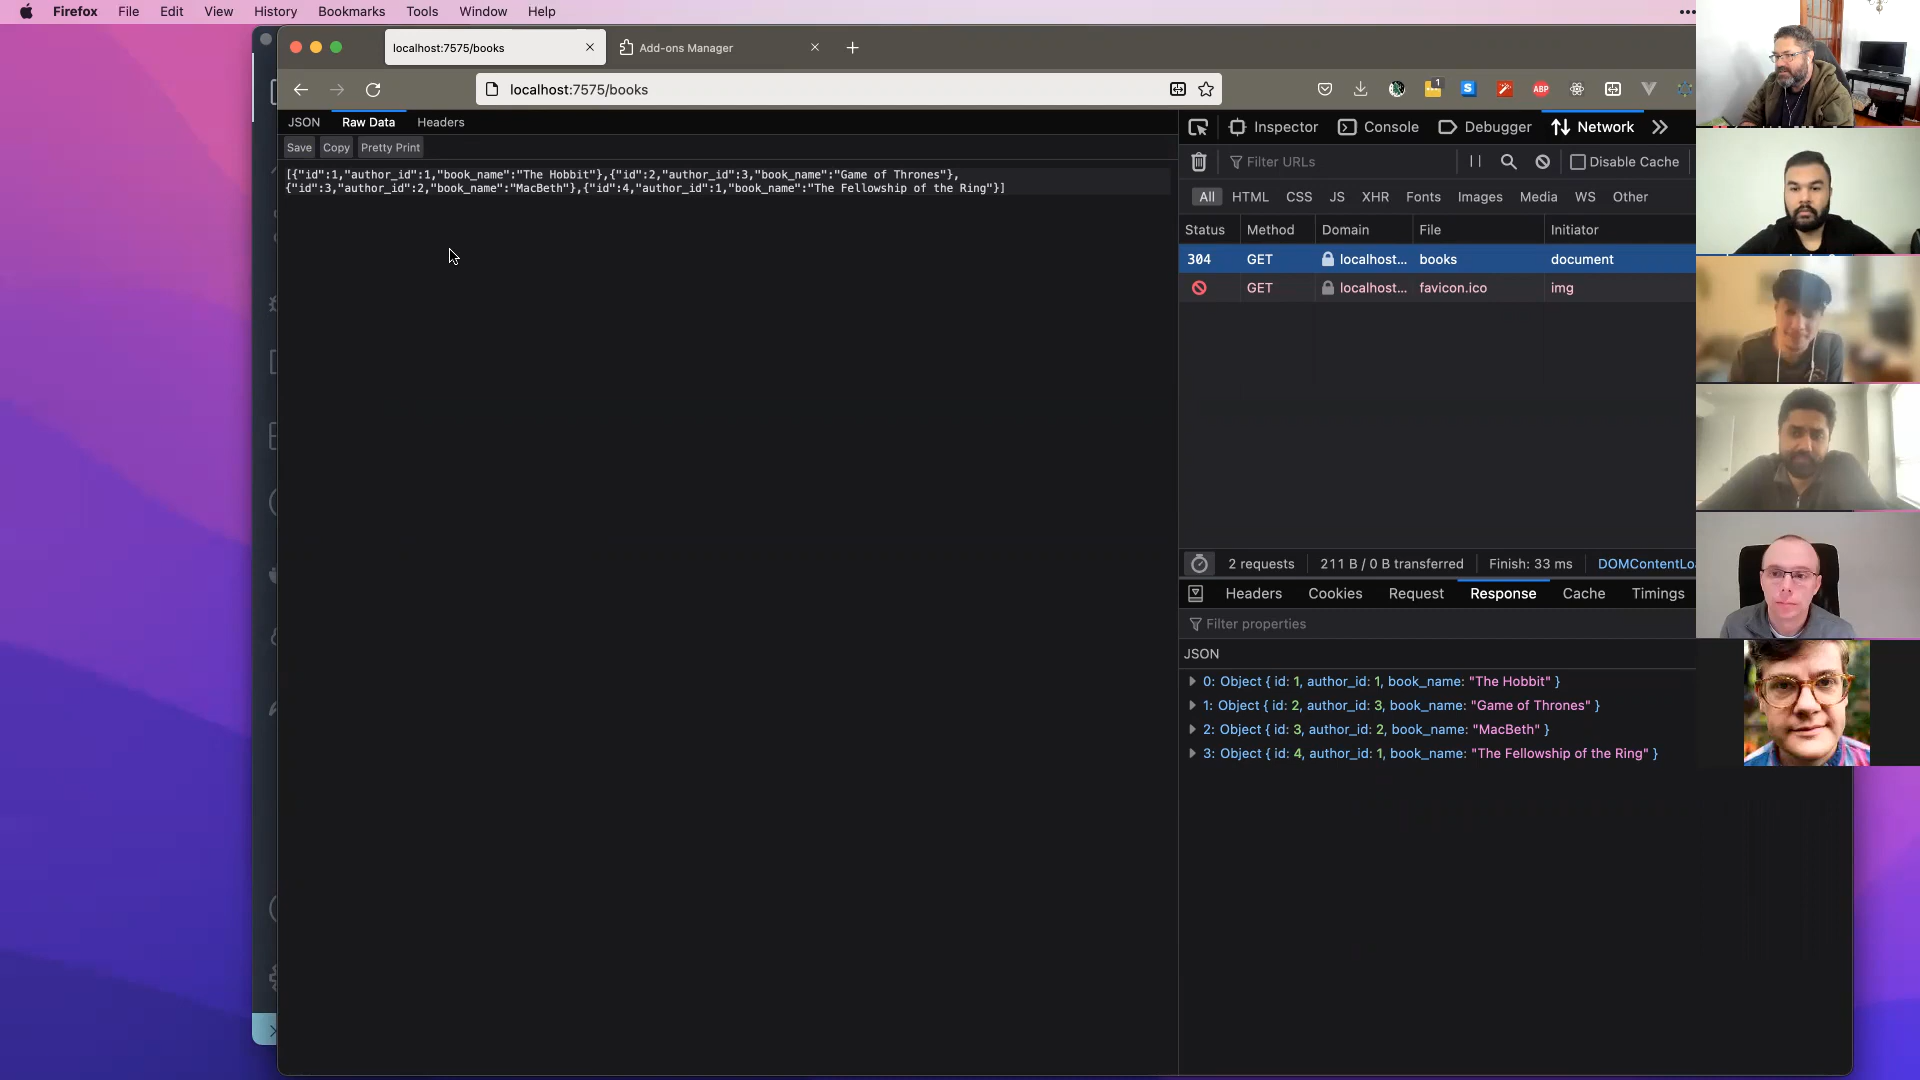 Firefox File Edit View History Bookmarks Tools Window Help
localhost:7575/books
Add-ons Manager
localhost:7575/books
1
ABP
JSON Raw Data Headers
Save Copy Pretty Print
[{"id":1,"author_id":1,"book_name":"The Hobbit"},{"id":2,"author_id":3,"book_name":"Game of Thrones"},
{"id":3,"author_id":2,"book_name":"MacBeth"},{"id":4,"author_id":1,"book_name":"The Fellowship of the Ring"}]
Inspector Console Debugger Network
Filter URLs Disable Cache
All HTML CSS JS XHR Fonts Images Media WS Other
Status Method Domain File Initiator
304 GET localhost... books document
GET localhost... favicon.ico img
2 requests 211 B / 0 B transferred Finish: 33 ms DOMContentLo
Headers Cookies Request Response Cache Timings
Filter properties
JSON
0: Object { id: 1, author_id: 1, book_name: "The Hobbit" }
1: Object { id: 2, author_id: 3, book_name: "Game of Thrones" }
2: Object { id: 3, author_id: 2, book_name: "MacBeth" }
3: Object { id: 4, author_id: 1, book_name: "The Fellowship of the Ring" }